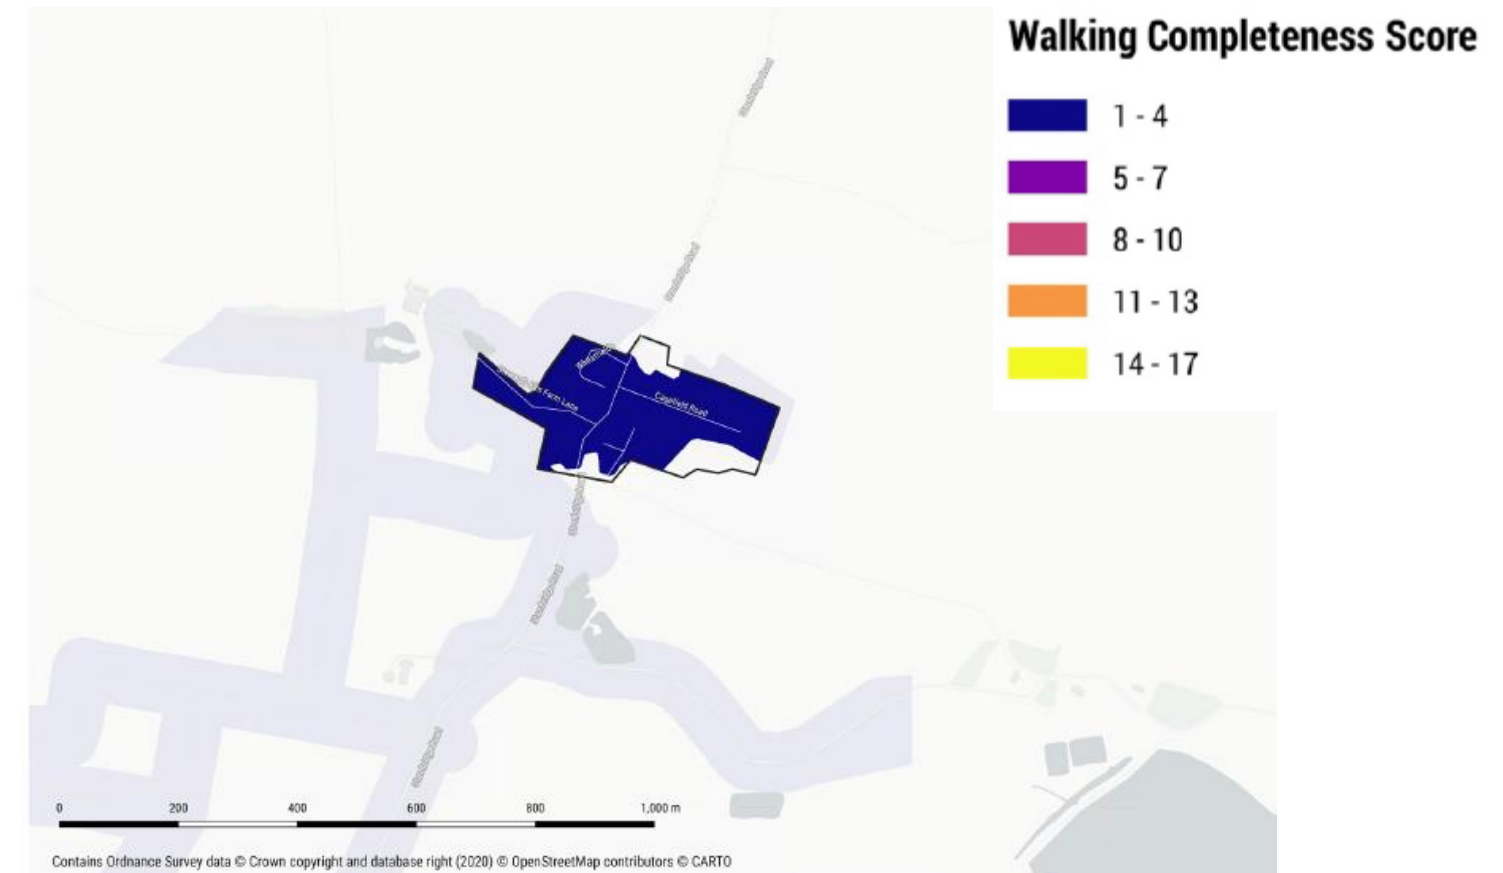 Walking Completeness Score
1 - 4
5 - 7
8 - 10
11 - 13
14 - 17
Farm Lane
Cagefield Road
0
200
400
600
800
1,000 m
Contains Ordnance Survey data © Crown copyright and database right (2020) © OpenStreetMap contributors © CARTO